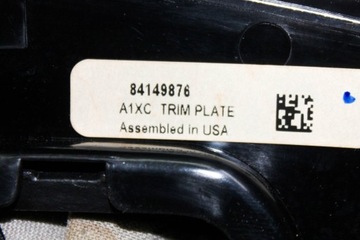 84149876
A1XC TRIM PLATE
Assembled in USA